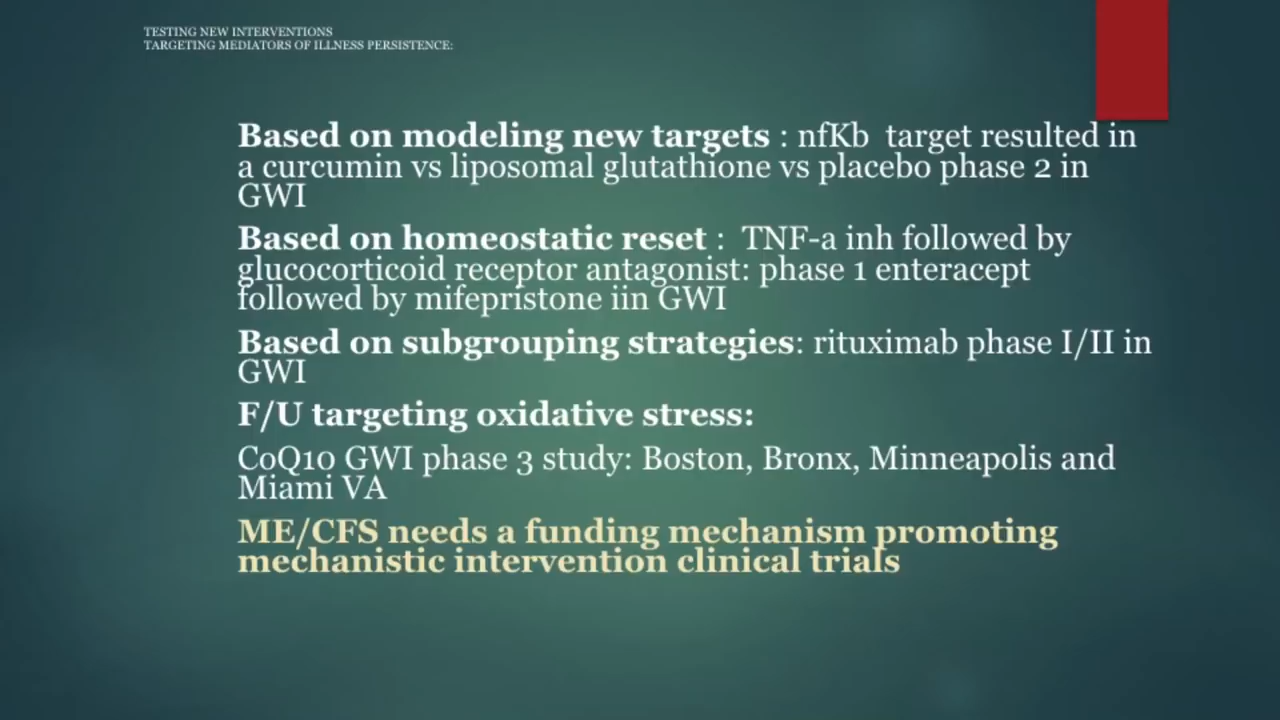 TESTING NEW INTERVENTIONS
TARGETING MEDIATORS OF ILLNESS PERSISTENCE:
Based on modeling new targets : nfKb  target resulted in
a curcumin vs liposomal glutathione vs placebo phase 2 in
GWI
Based on homeostatic reset :  TNF-a inh followed by
glucocorticoid receptor antagonist: phase 1 enteracept
followed by mifepristone iin GWI
Based on subgrouping strategies: rituximab phase I/II in
GWI
F/U targeting oxidative stress:
CoQ10 GWI phase 3 study: Boston, Bronx, Minneapolis and
Miami VA
ME/CFS needs a funding mechanism promoting
mechanistic intervention clinical trials